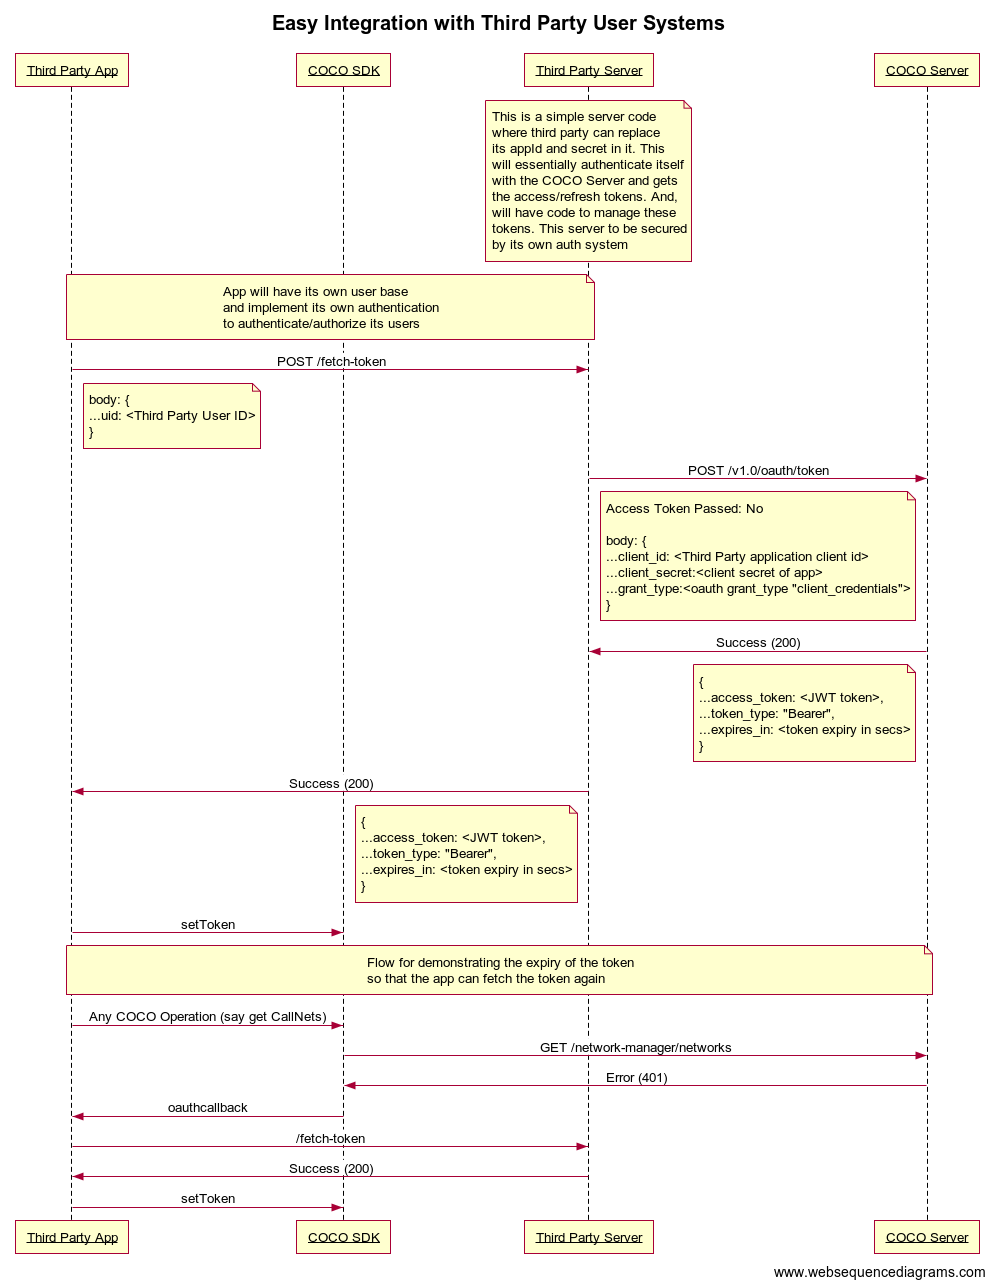 Easy Integration with Third Party User Systems
Third Party App
COCO SDK
Third Party Server
COCO Server
This is a simple server code
where third party can replace
its appId and secret in it. This
will essentially authenticate itself
with the COCO Server and gets
the access/refresh tokens. And,
will have code to manage these
tokens. This server to be secured
by its own auth system
App will have its own user base
and implement its own authentication
to authenticate/authorize its users
POST /fetch-token
body: {
...uid: <Third Party User ID>
}
POST /v1.0/oauth/token
Access Token Passed: No
body: {
...client_id: <Third Party application client id>
...client_secret:<client secret of app>
...grant_type:<oauth grant_type "client_credentials">
}
Success (200)
{
...access_token: <JWT token>,
...token_type: "Bearer",
...expires_in: <token expiry in secs>
}
Success (200)
{
...access_token: <JWT token>,
...token_type: "Bearer",
...expires_in: <token expiry in secs>
}
setToken
Flow for demonstrating the expiry of the token
so that the app can fetch the token again
Any COCO Operation (say get CallNets)
GET /network-manager/networks
Error (401)
oauthcallback
/fetch-token
Success (200)
setToken
Third Party App
COCO SDK
Third Party Server
COCO Server
www.websequencediagrams.com